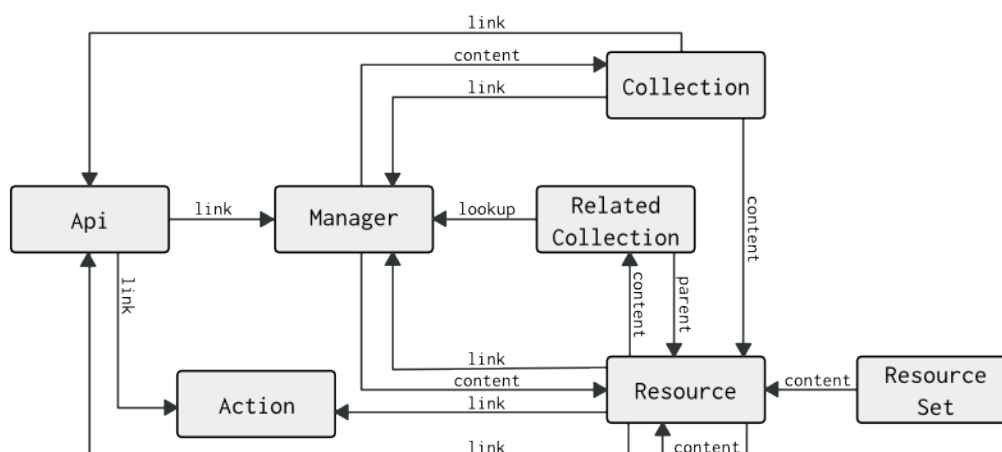 link
content
link
Collection
Api
link
Manager
lookup
Related
Collection
content
link
content
parent
link
content
link
Action
Resource
content
Resource
Set
link
content